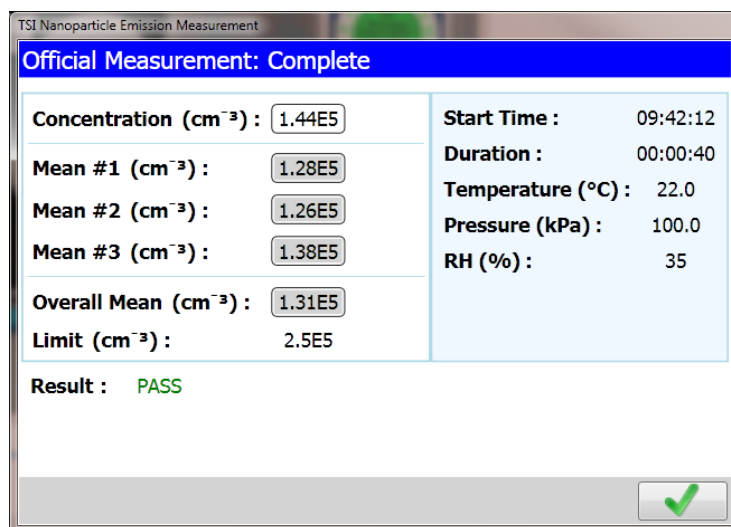 TSI Nanoparticle Emission Measurement
Official Measurement: Complete
Concentration (cm⁻³) : 1.44E5
Mean #1 (cm⁻³) : 1.28E5
Mean #2 (cm⁻³) : 1.26E5
Mean #3 (cm⁻³) : 1.38E5
Overall Mean (cm⁻³) : 1.31E5
Limit (cm⁻³) : 2.5E5
Start Time : 09:42:12
Duration : 00:00:40
Temperature (°C) : 22.0
Pressure (kPa) : 100.0
RH (%) : 35
Result : PASS